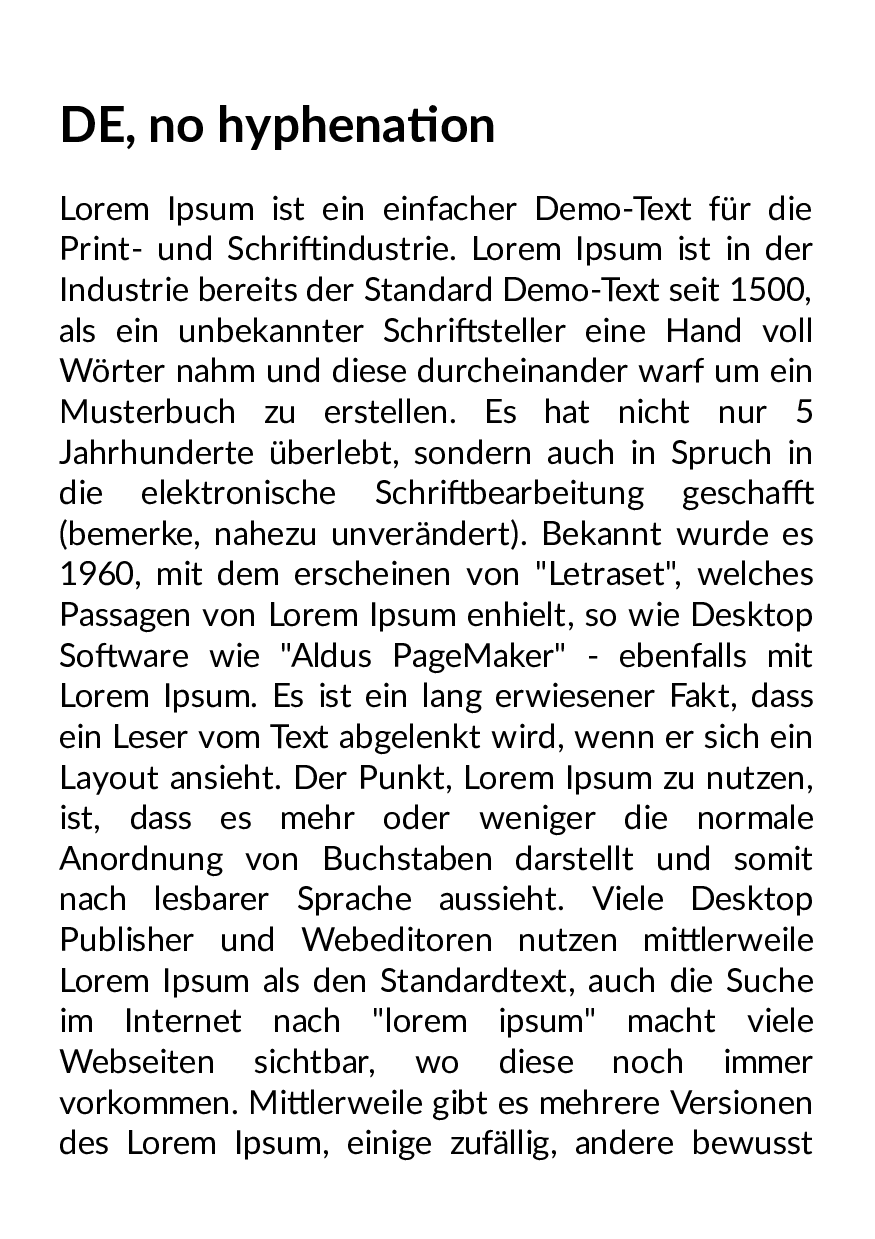 DE, no hyphenation
Lorem Ipsum ist ein einfacher Demo-Text für die
Print- und Schriftindustrie. Lorem Ipsum ist in der
Industrie bereits der Standard Demo-Text seit 1500,
als ein unbekannter Schriftsteller eine Hand voll
Wörter nahm und diese durcheinander warf um ein
Musterbuch zu erstellen. Es hat nicht nur 5
Jahrhunderte überlebt, sondern auch in Spruch in
die elektronische Schriftbearbeitung geschafft
(bemerke, nahezu unverändert). Bekannt wurde es
1960, mit dem erscheinen von "Letraset", welches
Passagen von Lorem Ipsum enhielt, so wie Desktop
Software wie "Aldus PageMaker" - ebenfalls mit
Lorem Ipsum. Es ist ein lang erwiesener Fakt, dass
ein Leser vom Text abgelenkt wird, wenn er sich ein
Layout ansieht. Der Punkt, Lorem Ipsum zu nutzen,
ist, dass es mehr oder weniger die normale
Anordnung von Buchstaben darstellt und somit
nach lesbarer Sprache aussieht. Viele Desktop
Publisher und Webeditoren nutzen mittlerweile
Lorem Ipsum als den Standardtext, auch die Suche
im Internet nach "lorem ipsum" macht viele
Webseiten sichtbar, wo diese noch immer
vorkommen. Mittlerweile gibt es mehrere Versionen
des Lorem Ipsum, einige zufällig, andere bewusst